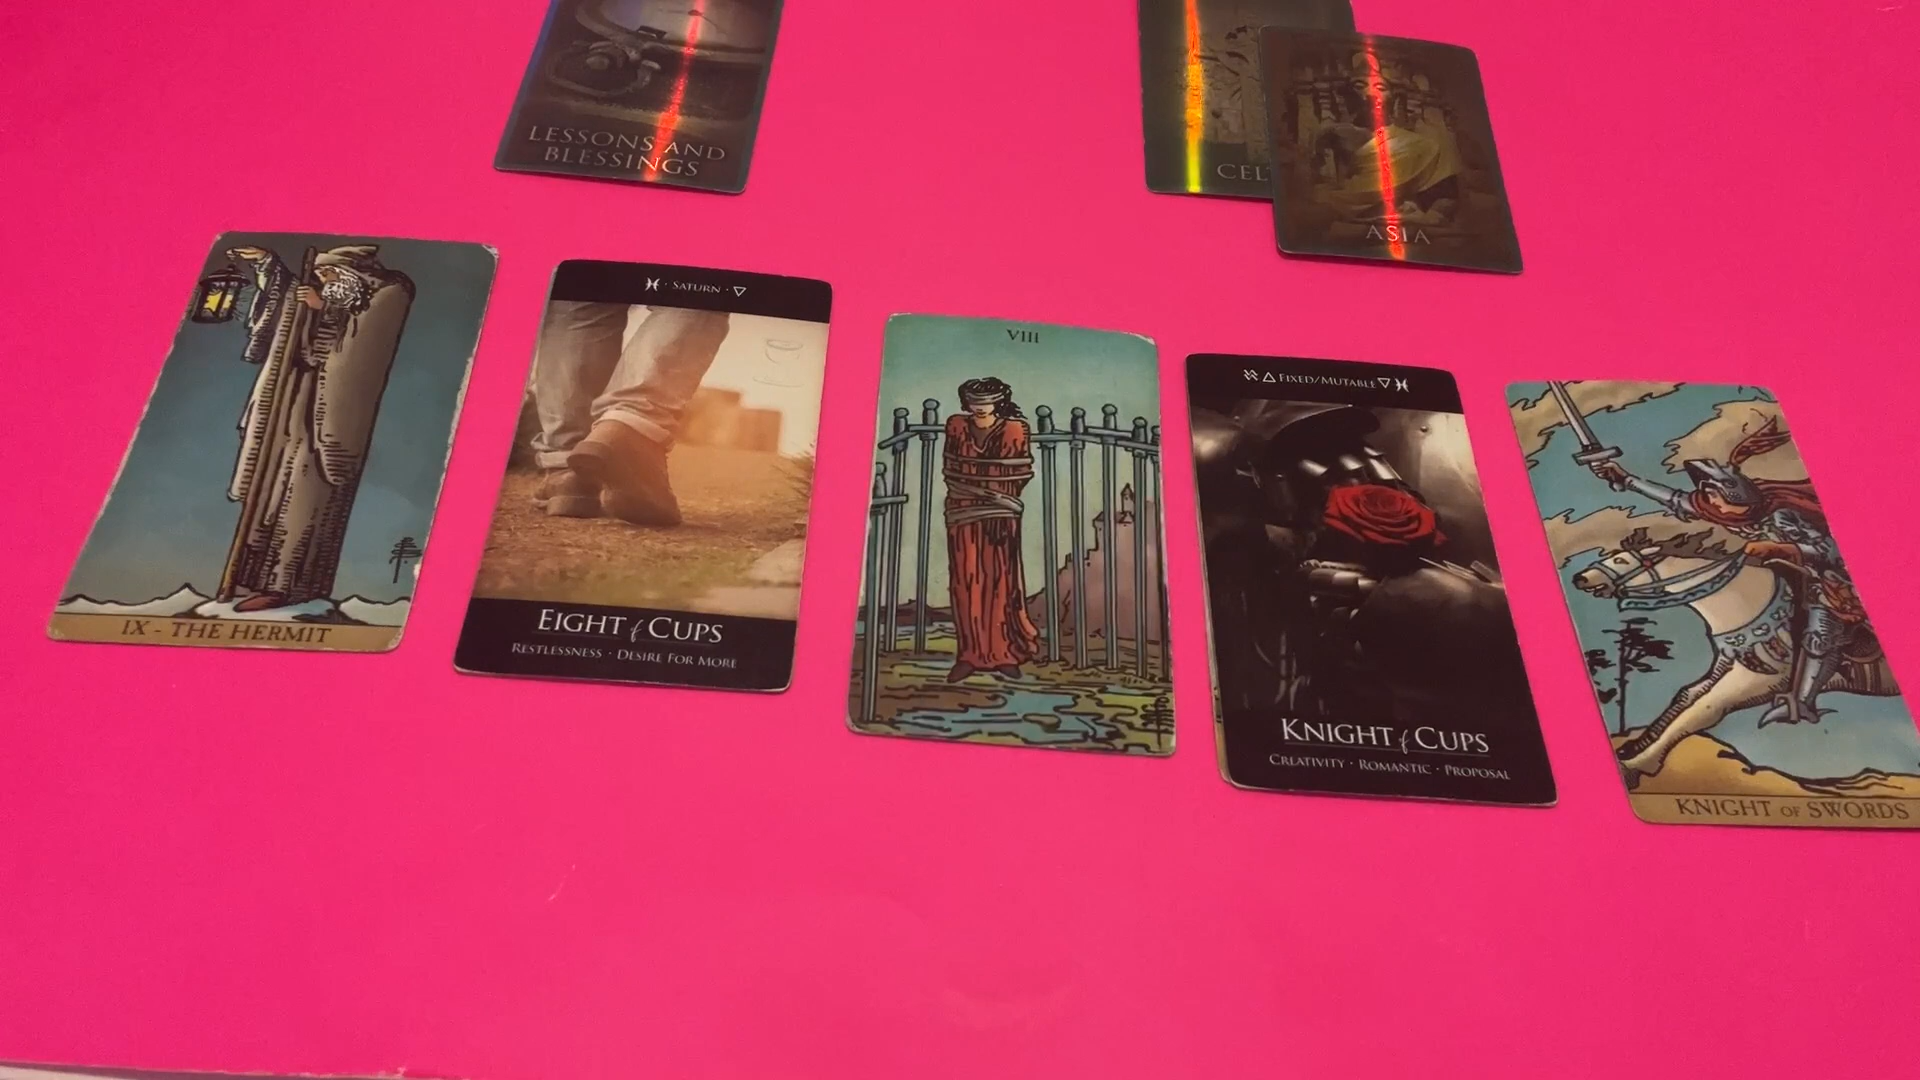 LESSONS AND
BLESSINGS
ASIA
IX - THE HERMIT
♓ · SATURN · ▽
EIGHT of CUPS
RESTLESSNESS · DESIRE FOR MORE
VIII
♒ △ FIXED/MUTABLE ▽ ♓
KNIGHT of CUPS
CREATIVITY · ROMANTIC · PROPOSAL
KNIGHT OF SWORDS